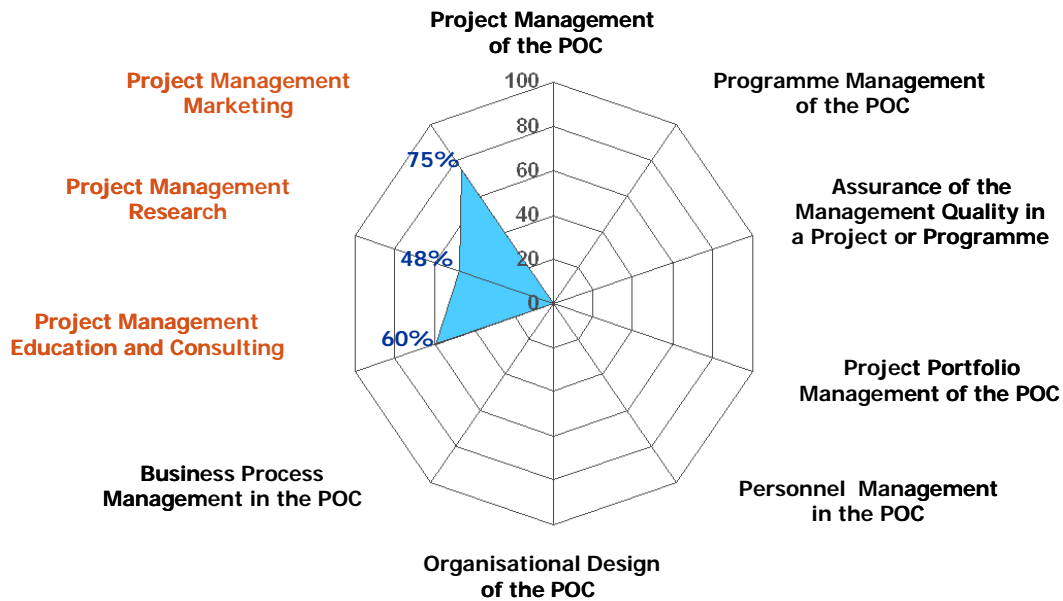 Project Management
of the POC
Project Management
Marketing
Programme Management
of the POC
100
80
60
40
20
0
75%
48%
60%
Project Management
Research
Assurance of the
Management Quality in
a Project or Programme
Project Management
Education and Consulting
Project Portfolio
Management of the POC
Business Process
Management in the POC
Personnel Management
in the POC
Organisational Design
of the POC